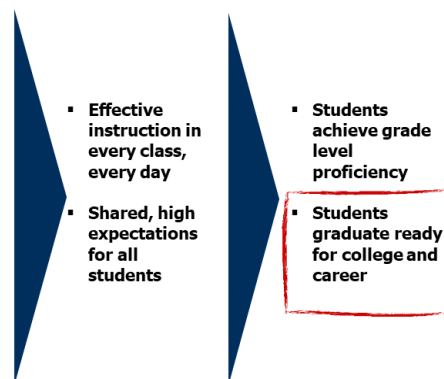 ▪ Effective
instruction in
every class,
every day
▪ Shared, high
expectations
for all
students
▪ Students
achieve grade
level
proficiency
▪ Students
graduate ready
for college and
career